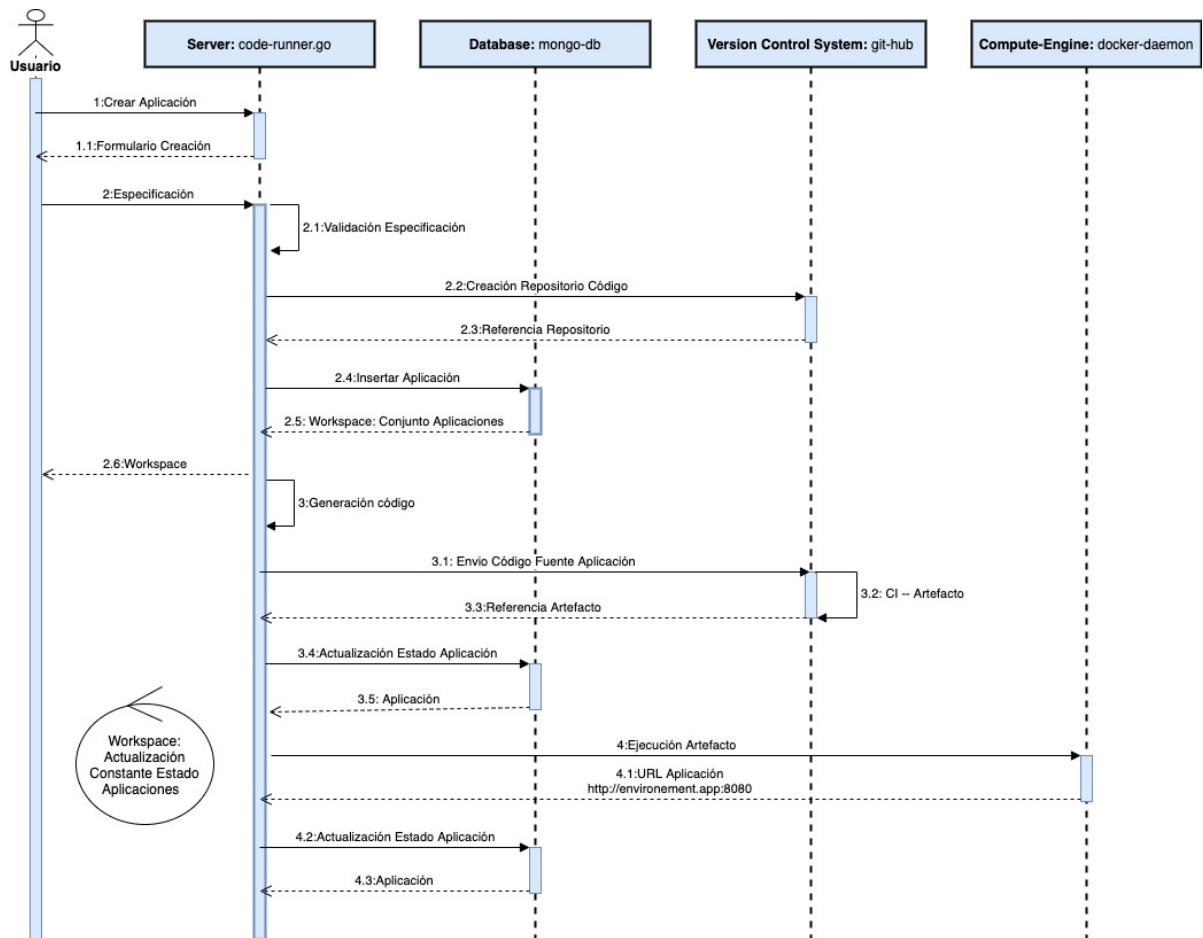 Usuario
Server: code-runner.go
Database: mongo-db
Version Control System: git-hub
Compute-Engine: docker-daemon
1:Crear Aplicación
1.1:Formulario Creación
2:Especificación
2.1:Validación Especificación
2.2:Creación Repositorio Código
2.3:Referencia Repositorio
2.4:Insertar Aplicación
2.5: Workspace: Conjunto Aplicaciones
2.6:Workspace
3:Generación código
3.1: Envio Código Fuente Aplicación
3.2: CI -- Artefacto
3.3:Referencia Artefacto
3.4:Actualización Estado Aplicación
3.5: Aplicación
Workspace:
Actualización
Constante Estado
Aplicaciones
4:Ejecución Artefacto
4.1:URL Aplicación
http://environement.app:8080
4.2:Actualización Estado Aplicación
4.3:Aplicación